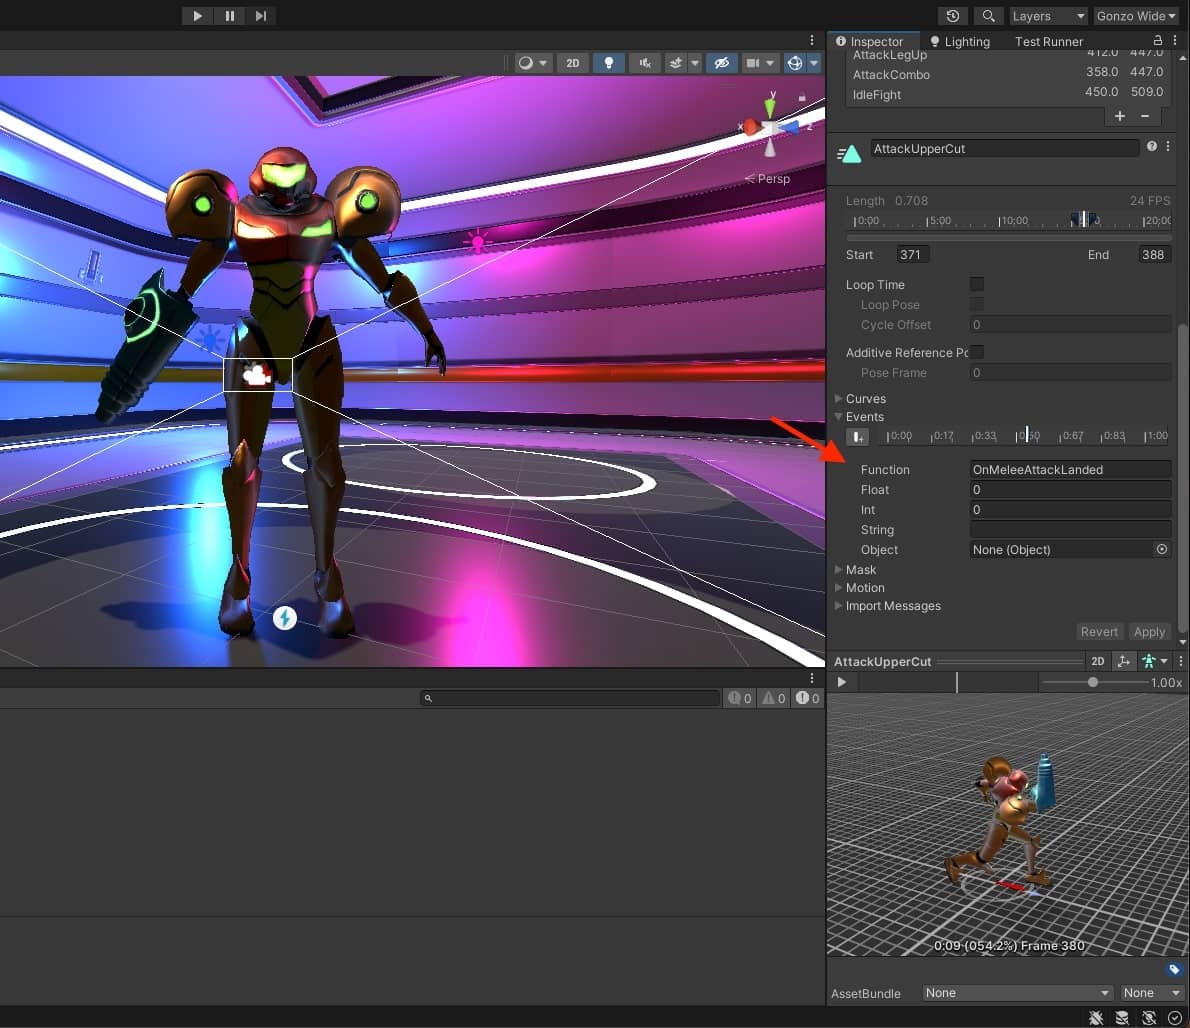 Layers
Gonzo Wide
Inspector
Lighting
Test Runner
2D
AttackLegUp 412.0 447.0
AttackCombo 358.0 447.0
IdleFight 450.0 509.0
+ -
AttackUpperCut
y
x
z
Persp
Length 0.708 24 FPS
0:00 5:00 10:00 20:00
Start 371 End 388
Loop Time
Loop Pose
Cycle Offset 0
Additive Reference Po
Pose Frame 0
Curves
Events
0:00 0:17 0:33 0:50 0:67 0:83 1:00
Function OnMeleeAttackLanded
Float 0
Int 0
String
Object None (Object)
Mask
Motion
Import Messages
Revert Apply
AttackUpperCut 2D
1.00x
0 0 0
0:09 (054.2%) Frame 380
AssetBundle None None